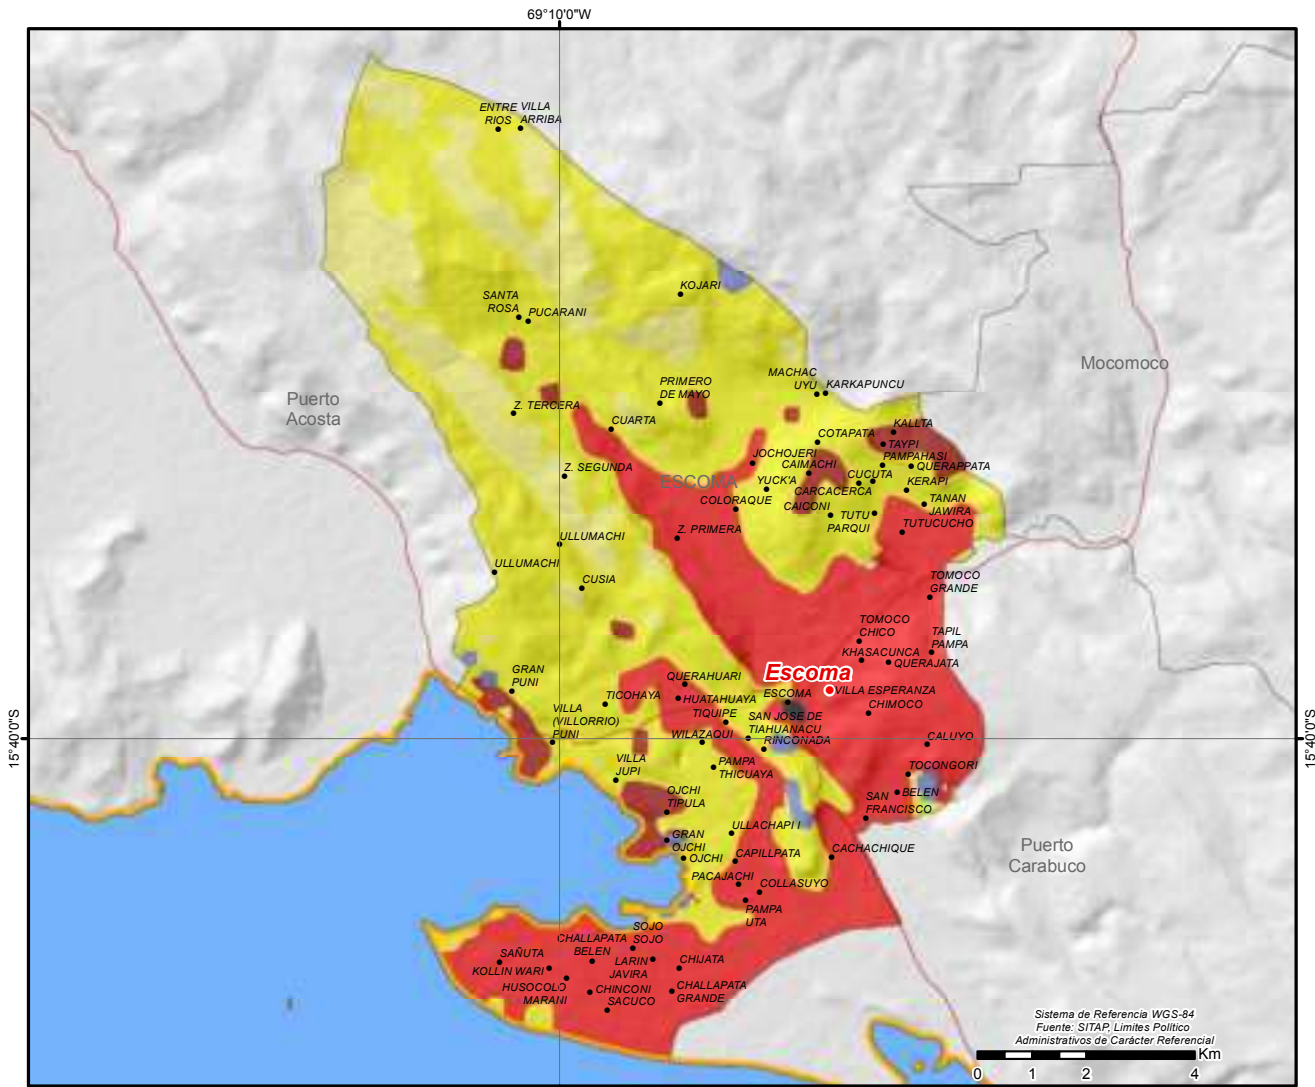 69°10'0"W
ENTRE VILLA
RIOS ARRIBA
KOJARI
SANTA
ROSA
PUCARANI
Mocomoco
MACHAC
UYU
KARKAPUNCU
PRIMERO
DE MAYO
Puerto
Acosta
Z. TERCERA
CUARTA
KALLTA
COTAPATA
TAYPI
JOCHOJERI
PAMPAHASI
CAIMACHI
QUERAPPATA
Z. SEGUNDA
ESCOMA
YUCK'A
CUCUTA
KERAPI
CARCACERCA
COLORAQUE
CAICONI
TUTU
PARQUI
TANAN
JAWIRA
TUTUCUCHO
Z. PRIMERA
ULLUMACHI
ULLUMACHI
CUSIA
TOMOCO
GRANDE
TOMOCO
CHICO
TAPIL
PAMPA
KHASACUNCA
QUERAJATA
Escoma
GRAN
PUNI
QUERAHUARI
ESCOMA
VILLA ESPERANZA
TICOHAYA
HUATAHUAYA
CHIMOCO
VILLA
(VILLORRIO)
PUNI
TIQUIPE
SAN JOSE DE
TIAHUANACU
WILAZAQUI
RINCONADA
CALUYO
15°40'0"S
15°40'0"S
VILLA
JUPI
PAMPA
THICUAYA
TOCONGORI
OJCHI
TIPULA
SAN
FRANCISCO
BELEN
GRAN
OJCHI
ULLACHAPI I
OJCHI
CAPILLPATA
CACHACHIQUE
Puerto
Carabuco
PACAJACHI
COLLASUYO
PAMPA
UTA
SOJO
SOJO
CHALLAPATA
BELEN
SAÑUTA
LARIN
JAVIRA
CHIJATA
KOLLIN WARI
HUSOCOLO
MARANI
CHINCONI
SACUCO
CHALLAPATA
GRANDE
Sistema de Referencia WGS-84
Fuente: SITAP, Limites Político
Administrativos de Carácter Referencial
Km
0 1 2 4